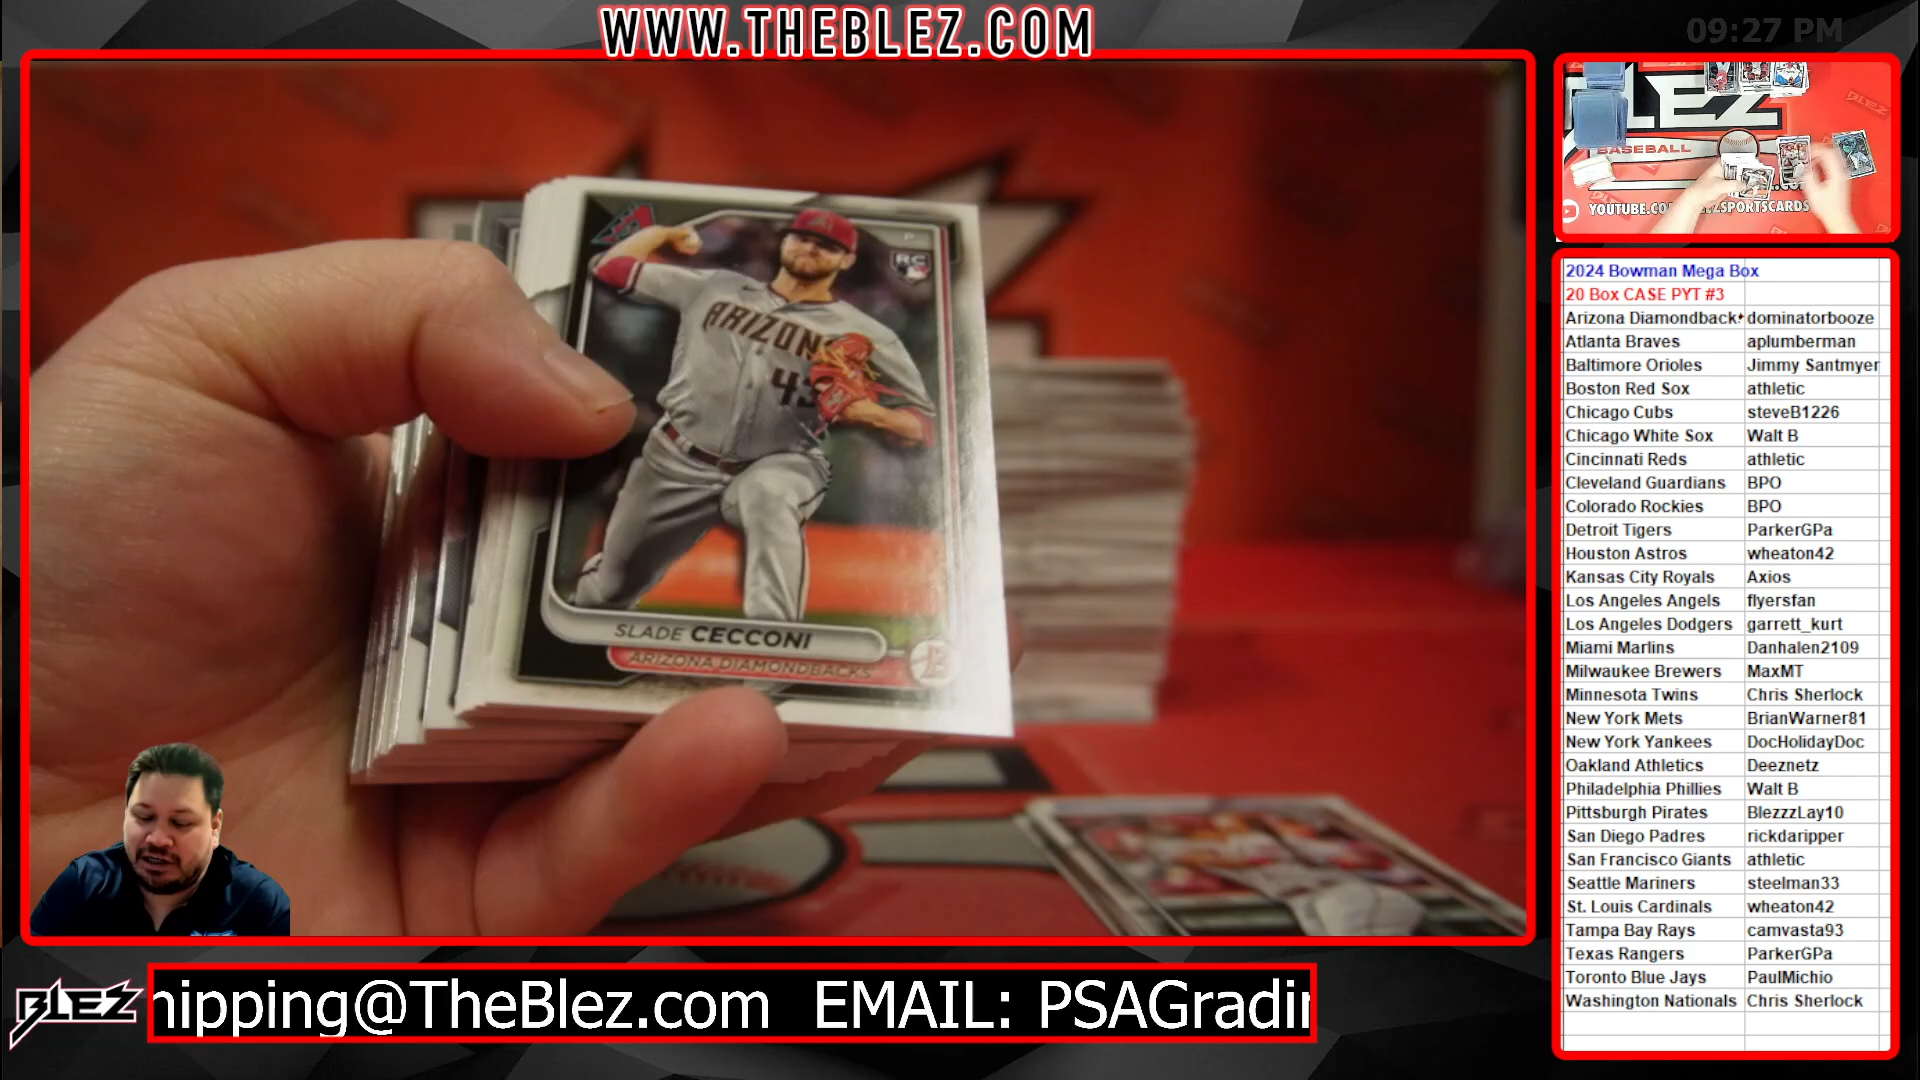 WWW.THEBLEZ.COM
09:27 PM
LEZ
BASEBALL
YOUTUBE.CO
EZSPORTSCARDS
RC
P
ARIZON
43
SLADE CECCONI
ARIZONA DIAMONDBACKS
B
2024 Bowman Mega Box
20 Box CASE PYT #3
Arizona Diamondback dominatorbooze
Atlanta Braves aplumberman
Baltimore Orioles Jimmy Santmyer
Boston Red Sox athletic
Chicago Cubs steveB1226
Chicago White Sox Walt B
Cincinnati Reds athletic
Cleveland Guardians BPO
Colorado Rockies BPO
Detroit Tigers ParkerGPa
Houston Astros wheaton42
Kansas City Royals Axios
Los Angeles Angels flyersfan
Los Angeles Dodgers garrett_kurt
Miami Marlins Danhalen2109
Milwaukee Brewers MaxMT
Minnesota Twins Chris Sherlock
New York Mets BrianWarner81
New York Yankees DocHolidayDoc
Oakland Athletics Deeznetz
Philadelphia Phillies Walt B
Pittsburgh Pirates BlezzzLay10
San Diego Padres rickdaripper
San Francisco Giants athletic
Seattle Mariners steelman33
St. Louis Cardinals wheaton42
Tampa Bay Rays camvasta93
Texas Rangers ParkerGPa
Toronto Blue Jays PaulMichio
Washington Nationals Chris Sherlock
BLEZ
hipping@TheBlez.com EMAIL: PSAGradin